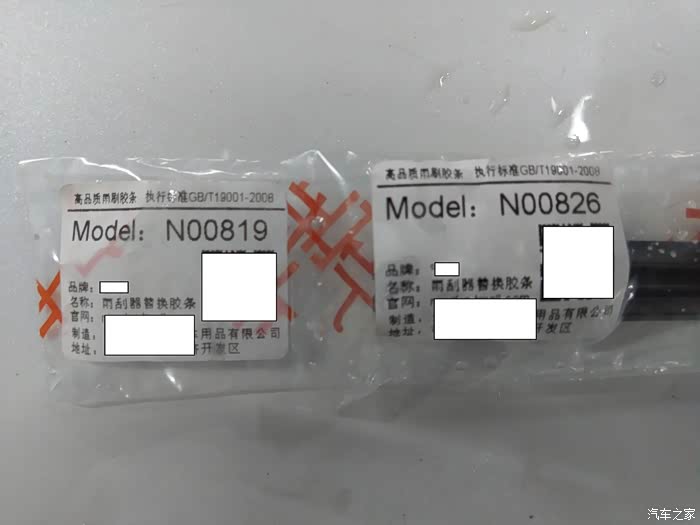 高品质雨刷胶条 执行标准GB/T19001-2008
Model: N00819
品牌:
名称: 雨刮器替换胶条
官网:
制造: 用品有限公司
地址: 开发区
高品质雨刷胶条 执行标准GB/T19001-2008
Model: N00826
品牌:
名称: 雨刮器替换胶条
官网:
制造: 用品有限公司
地址: 开发区
汽车之家